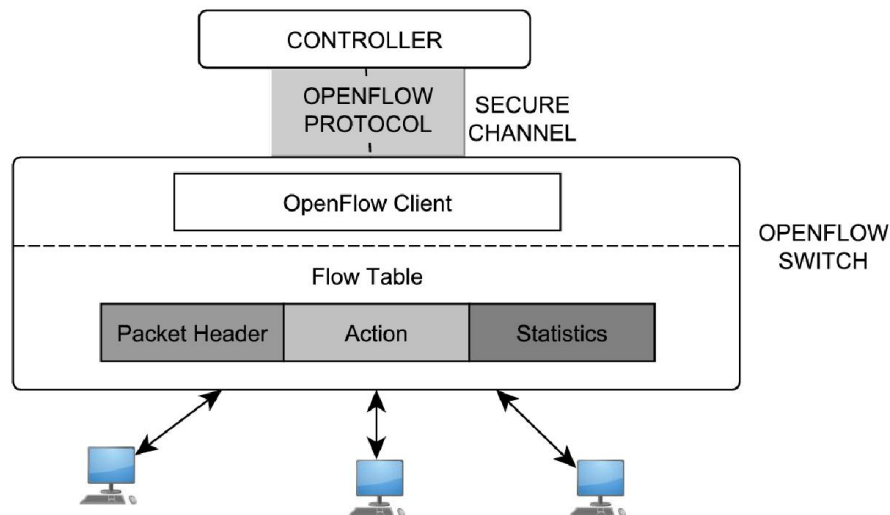 CONTROLLER
OPENFLOW
PROTOCOL
SECURE
CHANNEL
OpenFlow Client
OPENFLOW
SWITCH
Flow Table
Packet Header
Action
Statistics